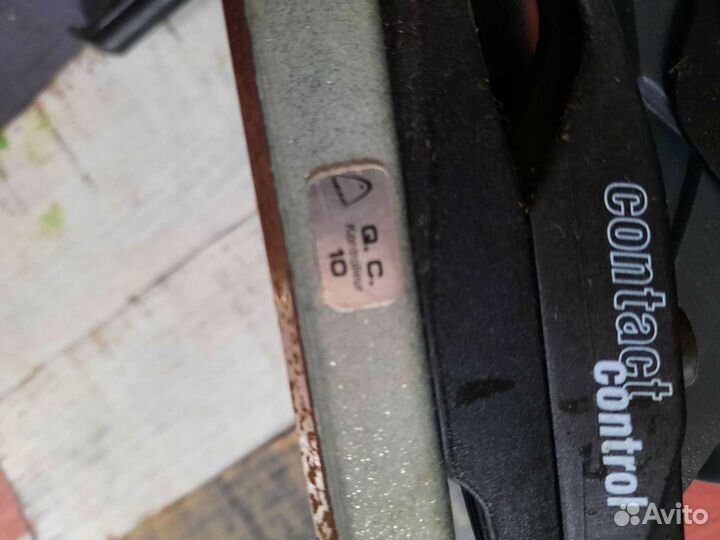 Q. C.
Kontrolleur
10
contact
control
Avito